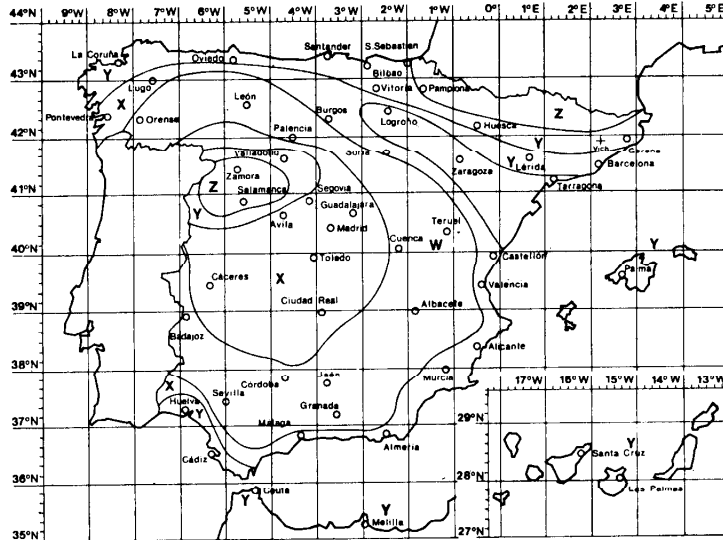 44°N 9°W 8°W 7°W 6°W 5°W 4°W 3°W 2°W 1°W 0° 1°E 2°E 3°E 4°E 5°E
La Coruña
Oviedo
Santander
S.Sebastian
43°N
Y
Lugo
Bilbao
Vitoria
Pamplona
X
León
Z
Pontevedra
Orense
Burgos
Logroño
Huesca
42°N
Palencia
Y
Vich
Valladolid
Y
Lérida
Barcelona
Zaragoza
Zamora
Tarragona
41°N
Z
Salamanca
Segovia
Y
Guadalajara
Avila
Madrid
Teruel
40°N
Cuenca
W
Y
Castellón
Toledo
Palma
Cáceres
X
Valencia
Ciudad Real
Albacete
39°N
Badajoz
Alicante
38°N
X
Córdoba
Jaén
Murcia
Sevilla
17°W 16°W 15°W 14°W 13°W 12°W
Huelva
Y
Granada
37°N
Málaga
29°N
Almeria
Y
Cádiz
Santa Cruz
36°N
28°N
Ceuta
Las Palmas
Y
Y
Melilla
35°N
27°N